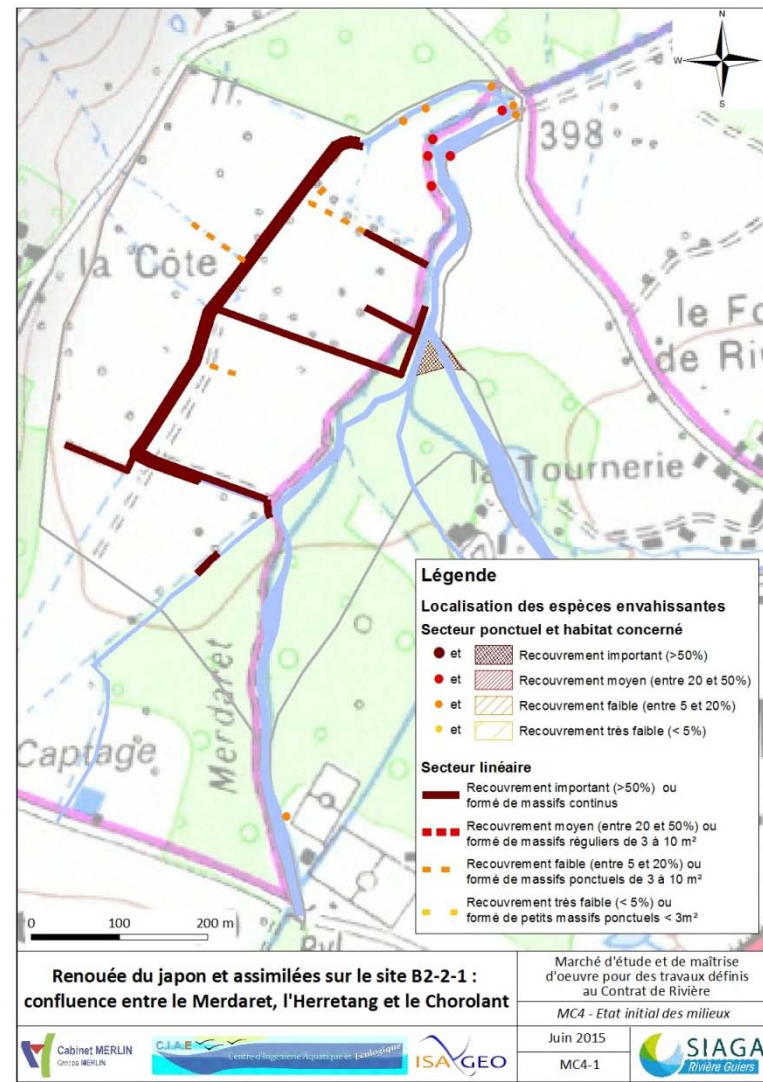 N
W E
S
398
la Côte
la Tournerie
Merdaret
Captage
Légende
Localisation des espèces envahissantes
Secteur ponctuel et habitat concerné
et Recouvrement important (>50%)
et Recouvrement moyen (entre 20 et 50%)
et Recouvrement faible (entre 5 et 20%)
et Recouvrement très faible (< 5%)
Secteur linéaire
Recouvrement important (>50%) ou
formé de massifs continus
Recouvrement moyen (entre 20 et 50%) ou
formé de massifs réguliers de 3 à 10 m²
Recouvrement faible (entre 5 et 20%) ou
formé de massifs ponctuels de 3 à 10 m²
Recouvrement très faible (< 5%) ou
formé de petits massifs ponctuels < 3m²
0 100 200 m
Renouée du japon et assimilées sur le site B2-2-1 :
confluence entre le Merdaret, l'Herretang et le Chorolant
Marché d'étude et de maîtrise
d'oeuvre pour des travaux définis
au Contrat de Rivière
MC4 - Etat initial des milieux
Juin 2015
MC4-1
Cabinet MERLIN
Groupe MERLIN
C.I.A.E
Centre d'Ingénierie Aquatique et Ecologique
ISA GEO
SIAGA
Rivière Guiers